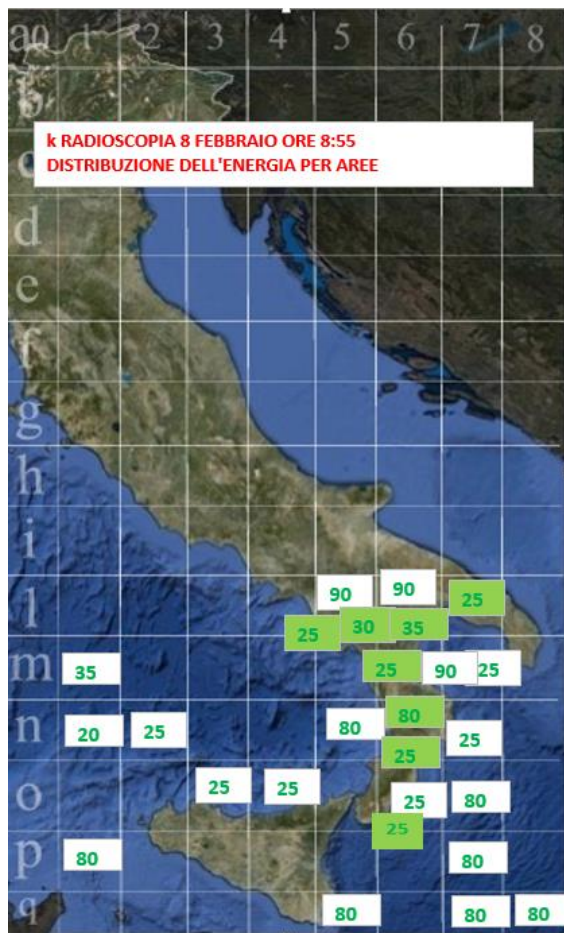 a0 1 2 3 4 5 6 7 8
b
k RADIOSCOPIA 8 FEBBRAIO ORE 8:55
c
DISTRIBUZIONE DELL'ENERGIA PER AREE
d
e
f
g
h
i
90 90 25
l 25 30 35
m 35 25 90 25
80
n 20 25 80 25
25
o 25 25 25 80
25
p 80 80
q 80 80 80